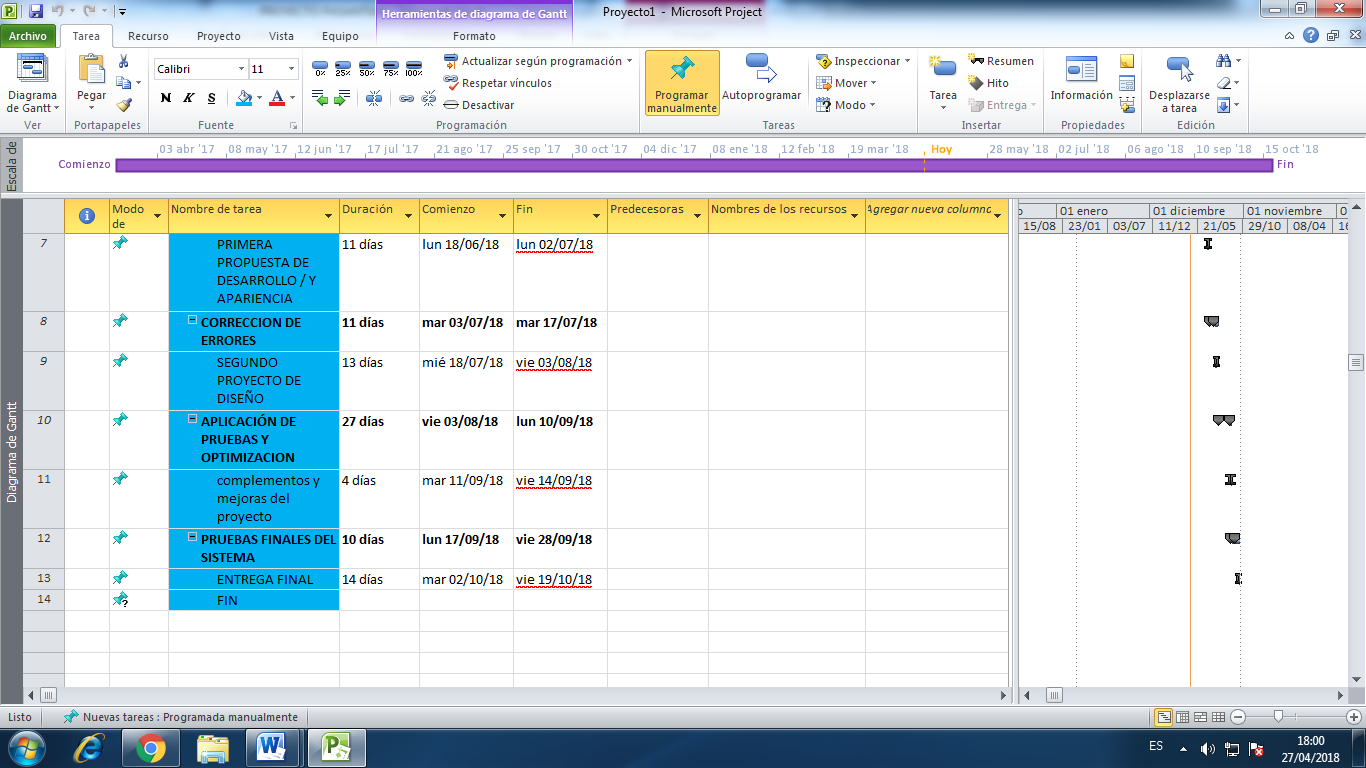 Herramientas de diagrama de Gantt
Proyecto1 - Microsoft Project
Archivo Tarea Recurso Proyecto Vista Equipo Formato
Diagrama de Gantt
Ver
Pegar
Portapapeles
Calibri 11
N K S
Fuente
0% 25% 50% 75% 100%
Actualizar según programación
Respetar vínculos
Desactivar
Programación
Programar manualmente
Autoprogramar
Inspeccionar
Mover
Modo
Tareas
Tarea
Resumen
Hito
Entrega
Insertar
Información
Propiedades
Desplazarse a tarea
Edición
Escala de
03 abr '17 08 may '17 12 jun '17 17 jul '17 21 ago '17 25 sep '17 30 oct '17 04 dic '17 08 ene '18 12 feb '18 19 mar '18 Hoy 28 may '18 02 jul '18 06 ago '18 10 sep '18 15 oct '18
Comienzo
Fin
Diagrama de Gantt
Modo de Nombre de tarea Duración Comienzo Fin Predecesoras Nombres de los recursos Agregar nueva columna
01 enero 01 diciembre 01 noviembre
15/08 23/01 03/07 11/12 21/05 29/10 08/04
7 PRIMERA 11 días lun 18/06/18 lun 02/07/18
PROPUESTA DE
DESARROLLO / Y
APARIENCIA
8 CORRECCION DE 11 días mar 03/07/18 mar 17/07/18
ERRORES
9 SEGUNDO 13 días mié 18/07/18 vie 03/08/18
PROYECTO DE
DISEÑO
10 APLICACIÓN DE 27 días vie 03/08/18 lun 10/09/18
PRUEBAS Y
OPTIMIZACION
11 complementos y 4 días mar 11/09/18 vie 14/09/18
mejoras del
proyecto
12 PRUEBAS FINALES DEL 10 días lun 17/09/18 vie 28/09/18
SISTEMA
13 ENTREGA FINAL 14 días mar 02/10/18 vie 19/10/18
14 FIN
Listo Nuevas tareas : Programada manualmente
ES
18:00
27/04/2018